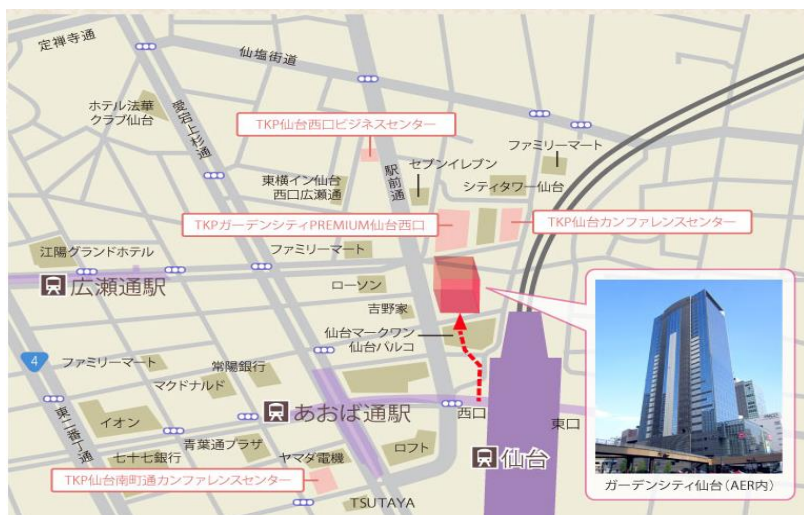 定禅寺通
仙塩街道
ホテル法華
クラブ仙台
愛宕上杉通
TKP仙台西口ビジネスセンター
駅前通
セブンイレブン
ファミリーマート
東横イン仙台
西口広瀬通
シティタワー仙台
TKPガーデンシティPREMIUM仙台西口
TKP仙台カンファレンスセンター
江陽グランドホテル
ファミリーマート
広瀬通駅
ローソン
吉野家
仙台マークワン
仙台パルコ
4
ファミリーマート
常陽銀行
マクドナルド
東二番丁通
イオン
あおば通駅
西口
東口
青葉通プラザ
七十七銀行
ヤマダ電機
ロフト
仙台
TKP仙台南町通カンファレンスセンター
TSUTAYA
ガーデンシティ仙台(AER内)